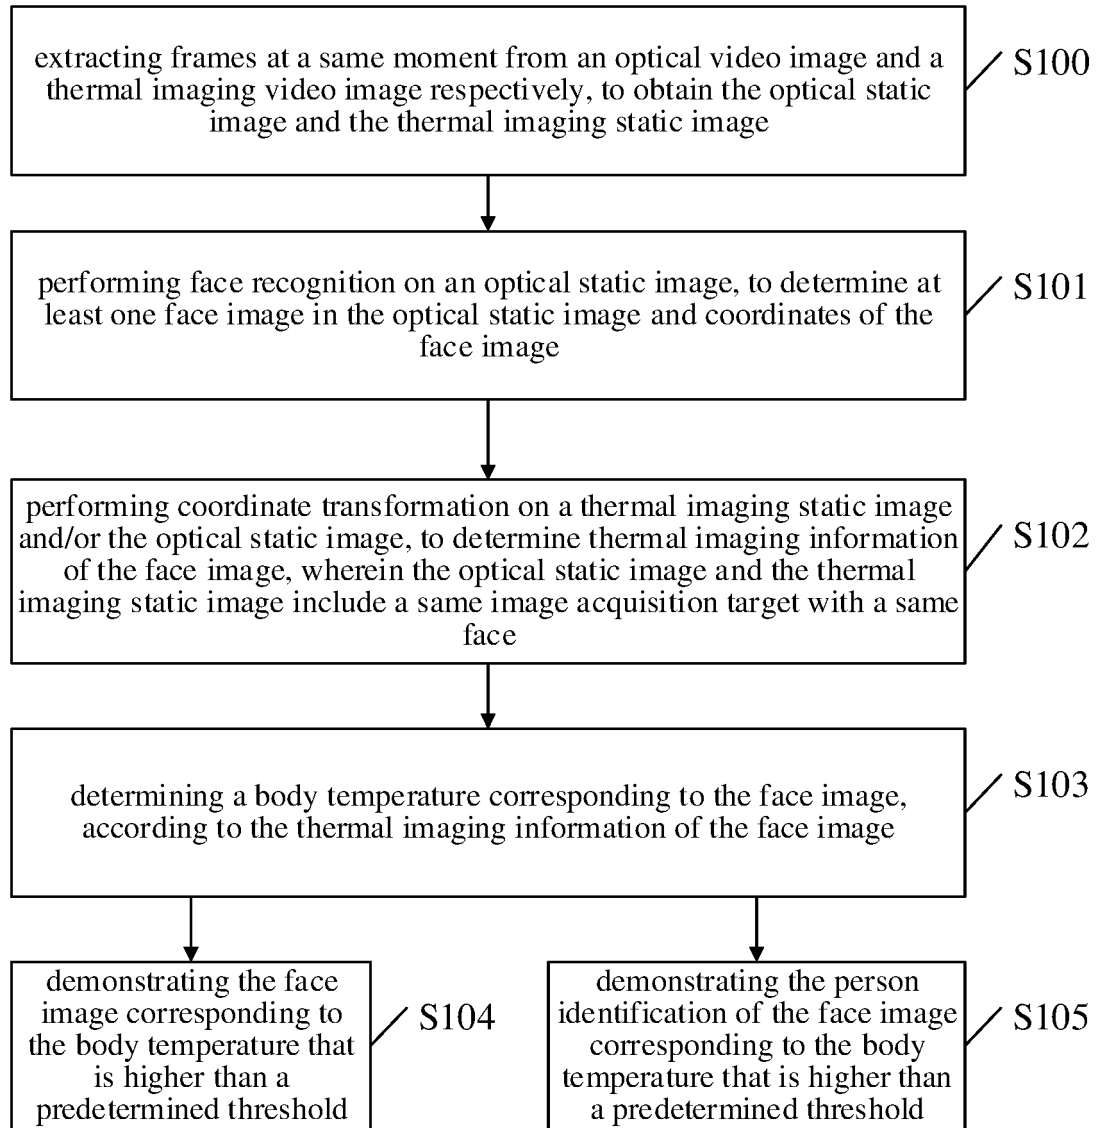 extracting frames at a same moment from an optical video image and a
thermal imaging video image respectively, to obtain the optical static
image and the thermal imaging static image
S100
performing face recognition on an optical static image, to determine at
least one face image in the optical static image and coordinates of the
face image
S101
performing coordinate transformation on a thermal imaging static image
and/or the optical static image, to determine thermal imaging information
of the face image, wherein the optical static image and the thermal
imaging static image include a same image acquisition target with a same
face
S102
determining a body temperature corresponding to the face image,
according to the thermal imaging information of the face image
S103
demonstrating the face
image corresponding to
the body temperature that
is higher than a
predetermined threshold
S104
demonstrating the person
identification of the face image
corresponding to the body
temperature that is higher than
a predetermined threshold
S105